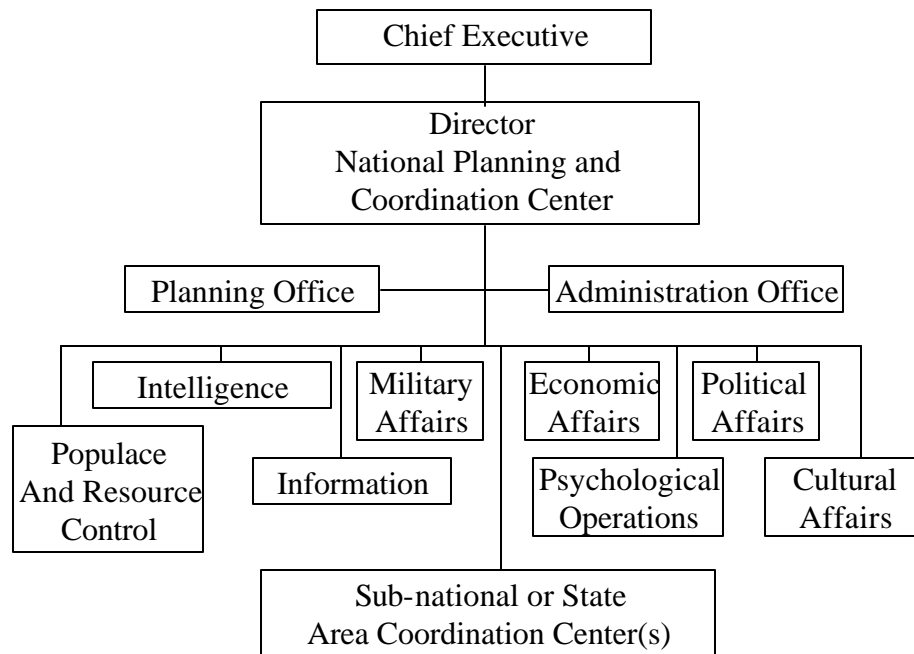 Chief Executive
Director
National Planning and
Coordination Center
Planning Office
Administration Office
Intelligence
Military
Affairs
Economic
Affairs
Political
Affairs
Populace
And Resource
Control
Information
Psychological
Operations
Cultural
Affairs
Sub-national or State
Area Coordination Center(s)